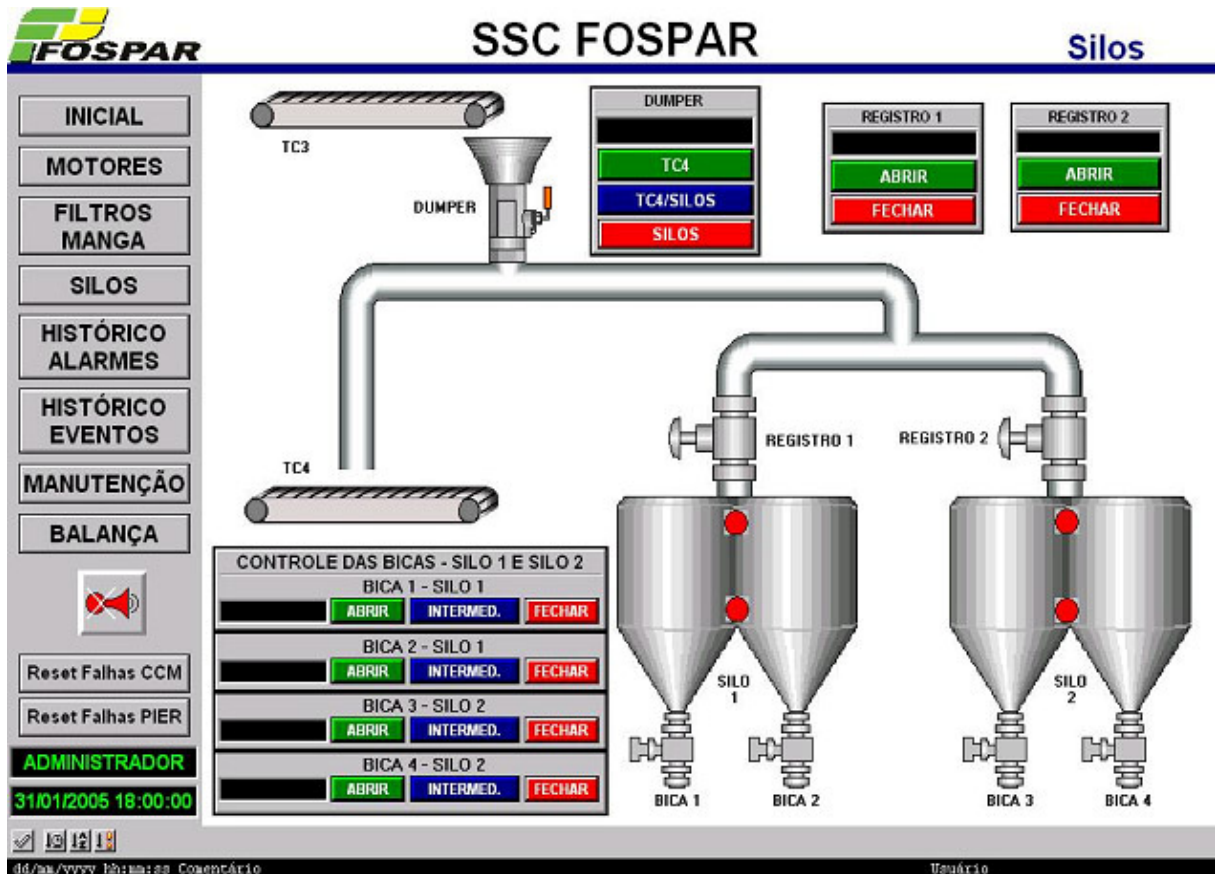 FOSPAR
SSC FOSPAR
Silos
INICIAL
MOTORES
FILTROS
MANGA
SILOS
HISTÓRICO
ALARMES
HISTÓRICO
EVENTOS
MANUTENÇÃO
BALANÇA
Reset Falhas CCM
Reset Falhas PIER
ADMINISTRADOR
31/01/2005 18:00:00
TC3
DUMPER
DUMPER
TC4
TC4/SILOS
SILOS
REGISTRO 1
ABRIR
FECHAR
REGISTRO 2
ABRIR
FECHAR
REGISTRO 1
REGISTRO 2
TC4
CONTROLE DAS BICAS - SILO 1 E SILO 2
BICA 1 - SILO 1
ABRIR INTERMED. FECHAR
BICA 2 - SILO 1
ABRIR INTERMED. FECHAR
BICA 3 - SILO 2
ABRIR INTERMED. FECHAR
BICA 4 - SILO 2
ABRIR INTERMED. FECHAR
SILO
1
SILO
2
BICA 1
BICA 2
BICA 3
BICA 4
dd/mm/yyyy hh:mm:ss Comentário Usuário